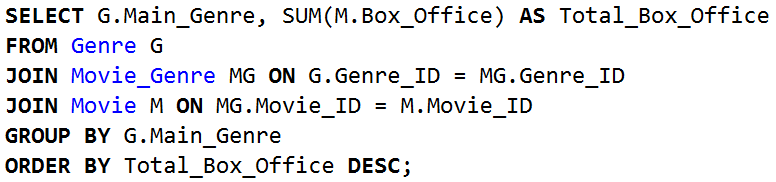 SELECT G.Main_Genre, SUM(M.Box_Office) AS Total_Box_Office
FROM Genre G
JOIN Movie_Genre MG ON G.Genre_ID = MG.Genre_ID
JOIN Movie M ON MG.Movie_ID = M.Movie_ID
GROUP BY G.Main_Genre
ORDER BY Total_Box_Office DESC;